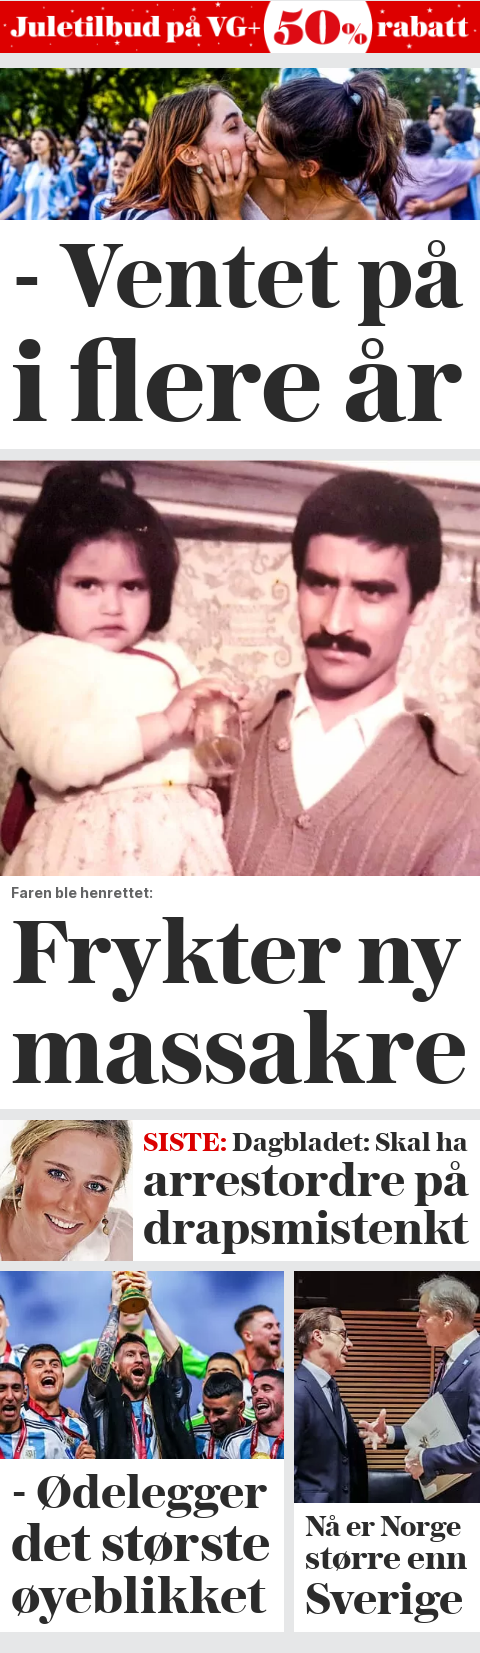 Juletilbud på VG+ 50% rabatt
- Ventet på
i flere år
Faren ble henrettet:
Frykter ny
massakre
SISTE: Dagbladet: Skal ha
arrestordre på
drapsmistenkt
- Ødelegger
det største
øyeblikket
Nå er Norge
større enn
Sverige